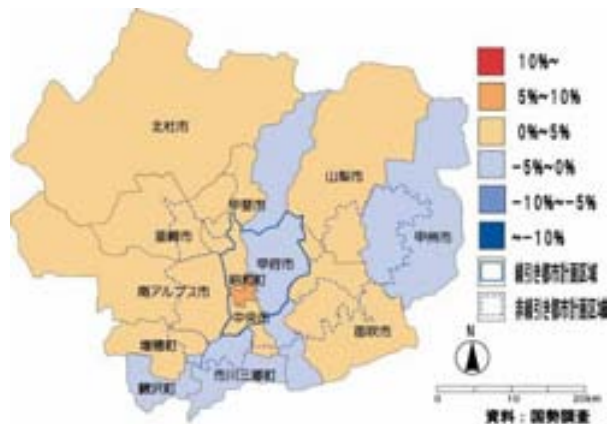 10%~
5%~10%
0%~5%
-5%~0%
-10%~-5%
~-10%
線引き都市計画区域
非線引き都市計画区域
北杜市
山梨市
甲斐市
韮崎市
甲府市
甲州市
昭和町
南アルプス市
中央市
笛吹市
増穂町
市川三郷町
鰍沢町
N
0 10 20km
資料:国勢調査